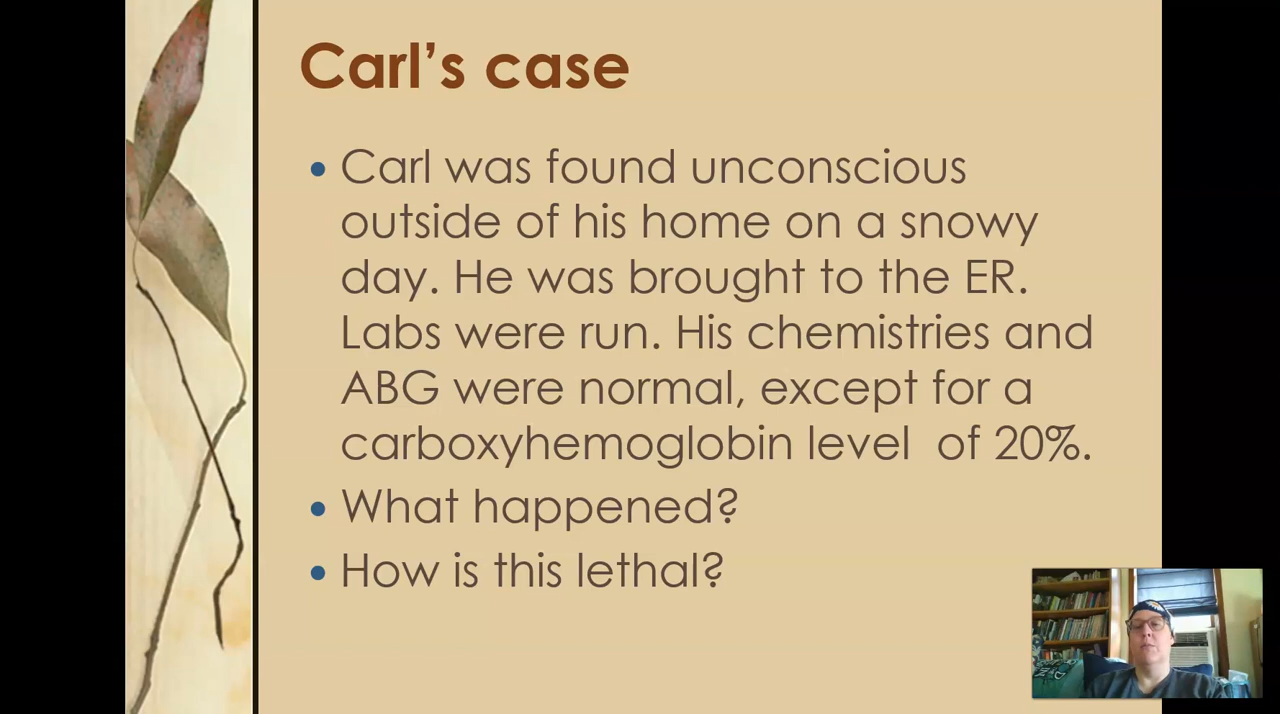 Carl’s case
• Carl was found unconscious
outside of his home on a snowy
day. He was brought to the ER.
Labs were run. His chemistries and
ABG were normal, except for a
carboxyhemoglobin level  of 20%.
• What happened?
• How is this lethal?